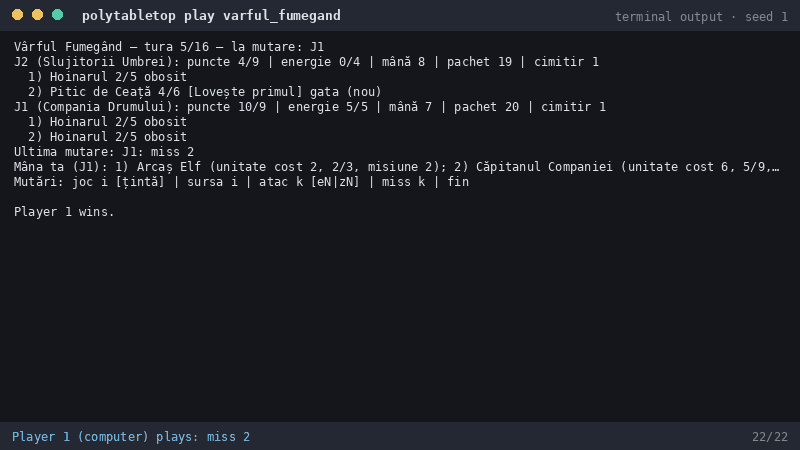 polytabletop play varful_fumegand
terminal output · seed 1
Vârful Fumegând — tura 5/16 — la mutare: J1
J2 (Slujitorii Umbrei): puncte 4/9 | energie 0/4 | mână 8 | pachet 19 | cimitir 1
1) Hoinarul 2/5 obosit
2) Pitic de Ceață 4/6 [Lovește primul] gata (nou)
J1 (Compania Drumului): puncte 10/9 | energie 5/5 | mână 7 | pachet 20 | cimitir 1
1) Hoinarul 2/5 obosit
2) Hoinarul 2/5 obosit
Ultima mutare: J1: miss 2
Mâna ta (J1): 1) Arcaș Elf (unitate cost 2, 2/3, misiune 2); 2) Căpitanul Companiei (unitate cost 6, 5/9,…
Mutări: joc i [țintă] | sursa i | atac k [eN|zN] | miss k | fin
Player 1 wins.
Player 1 (computer) plays: miss 2
22/22